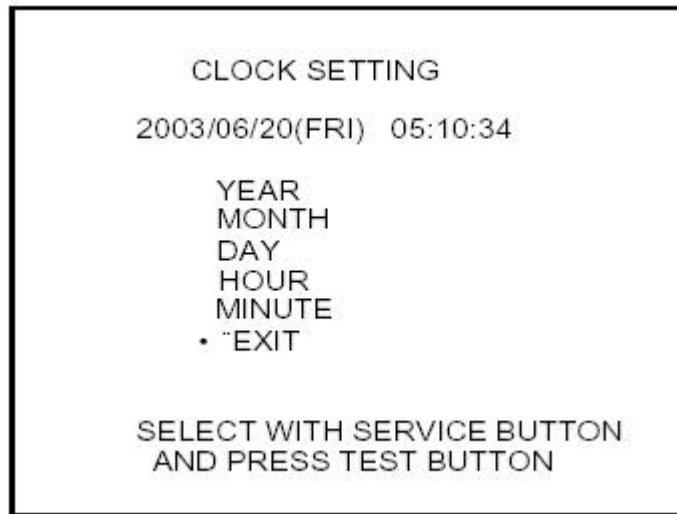 CLOCK SETTING
2003/06/20(FRI) 05:10:34
YEAR
MONTH
DAY
HOUR
MINUTE
• ¨EXIT
SELECT WITH SERVICE BUTTON
AND PRESS TEST BUTTON